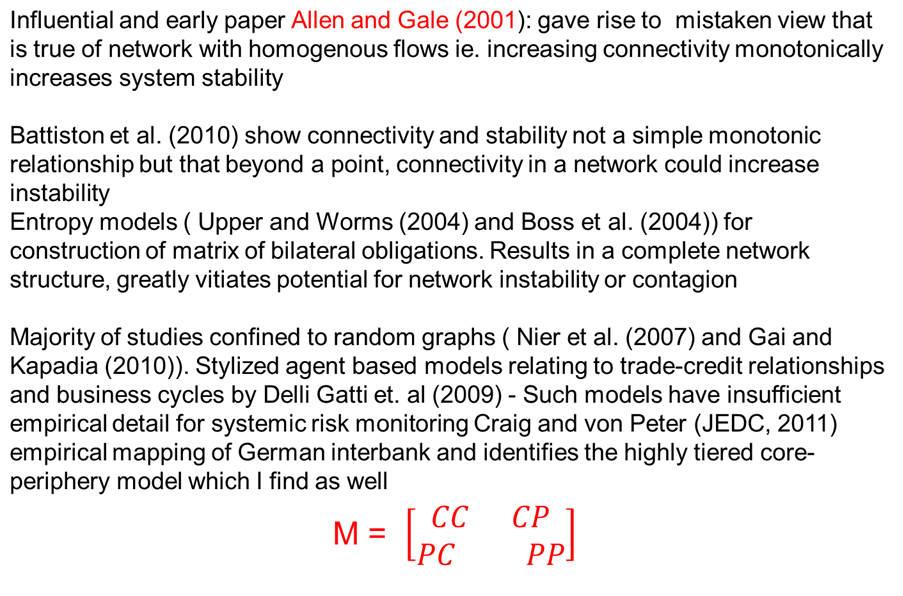 Influential and early paper Allen and Gale (2001): gave rise to mistaken view that
is true of network with homogenous flows ie. increasing connectivity monotonically
increases system stability
Battiston et al. (2010) show connectivity and stability not a simple monotonic
relationship but that beyond a point, connectivity in a network could increase
instability
Entropy models ( Upper and Worms (2004) and Boss et al. (2004)) for
construction of matrix of bilateral obligations. Results in a complete network
structure, greatly vitiates potential for network instability or contagion
Majority of studies confined to random graphs ( Nier et al. (2007) and Gai and
Kapadia (2010)). Stylized agent based models relating to trade-credit relationships
and business cycles by Delli Gatti et. al (2009) - Such models have insufficient
empirical detail for systemic risk monitoring Craig and von Peter (JEDC, 2011)
empirical mapping of German interbank and identifies the highly tiered core-
periphery model which I find as well
M = [CC CP
PC PP]